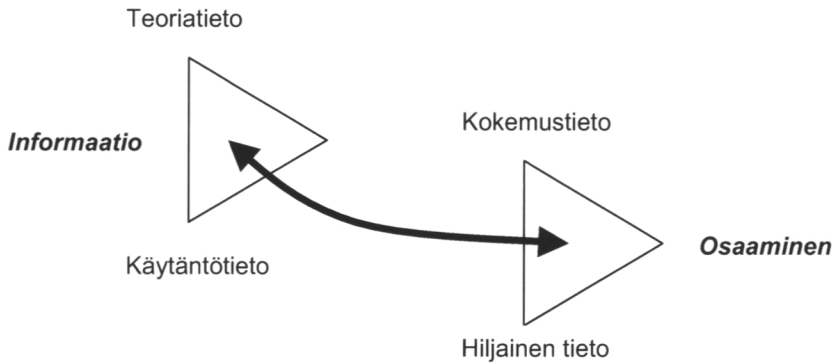 Teoriatieto
Informaatio
Kokemustieto
Käytäntötieto
Osaaminen
Hiljainen tieto